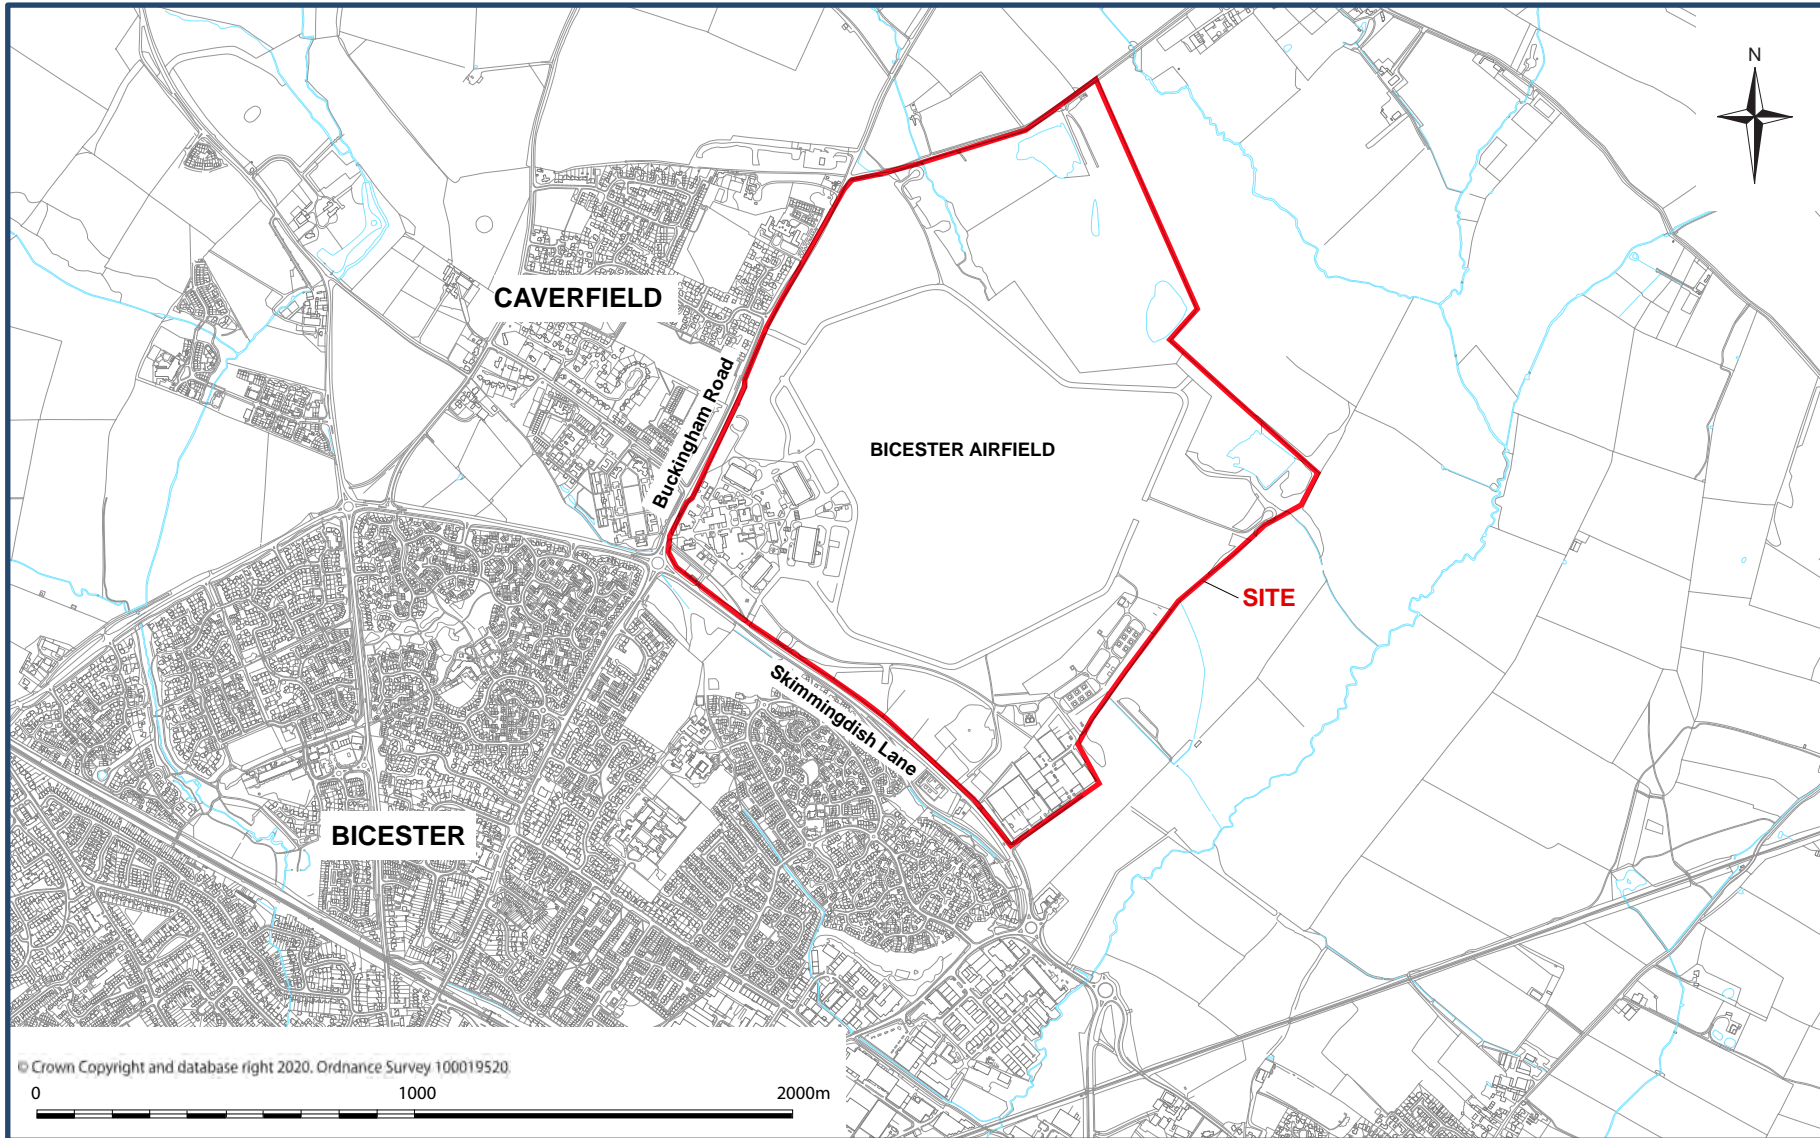 N
CAVERFIELD
Buckingham Road
BICESTER AIRFIELD
SITE
Skimmingdish Lane
BICESTER
© Crown Copyright and database right 2020. Ordnance Survey 100019520
0 1000 2000m